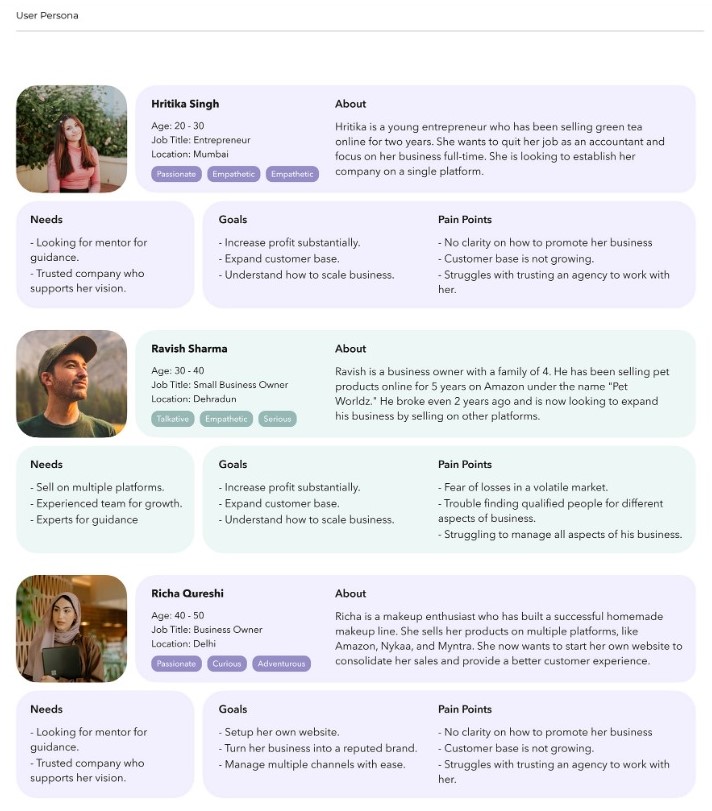 User Persona
Hritika Singh
Age: 20 - 30
Job Title: Entrepreneur
Location: Mumbai
Passionate Empathetic Empathetic
About
Hritika is a young entrepreneur who has been selling green tea
online for two years. She wants to quit her job as an accountant and
focus on her business full-time. She is looking to establish her
company on a single platform.
Needs
- Looking for mentor for
guidance.
- Trusted company who
supports her vision.
Goals
- Increase profit substantially.
- Expand customer base.
- Understand how to scale business.
Pain Points
- No clarity on how to promote her business
- Customer base is not growing.
- Struggles with trusting an agency to work with
her.
Ravish Sharma
Age: 30 - 40
Job Title: Small Business Owner
Location: Dehradun
Talkative Empathetic Serious
About
Ravish is a business owner with a family of 4. He has been selling pet
products online for 5 years on Amazon under the name "Pet
Worldz." He broke even 2 years ago and is now looking to expand
his business by selling on other platforms.
Needs
- Sell on multiple platforms.
- Experienced team for growth.
- Experts for guidance
Goals
- Increase profit substantially.
- Expand customer base.
- Understand how to scale business.
Pain Points
- Fear of losses in a volatile market.
- Trouble finding qualified people for different
aspects of business.
- Struggling to manage all aspects of his business.
Richa Qureshi
Age: 40 - 50
Job Title: Business Owner
Location: Delhi
Passionate Curious Adventurous
About
Richa is a makeup enthusiast who has built a successful homemade
makeup line. She sells her products on multiple platforms, like
Amazon, Nykaa, and Myntra. She now wants to start her own website to
consolidate her sales and provide a better customer experience.
Needs
- Looking for mentor for
guidance.
- Trusted company who
supports her vision.
Goals
- Setup her own website.
- Turn her business into a reputed brand.
- Manage multiple channels with ease.
Pain Points
- No clarity on how to promote her business
- Customer base is not growing.
- Struggles with trusting an agency to work with
her.